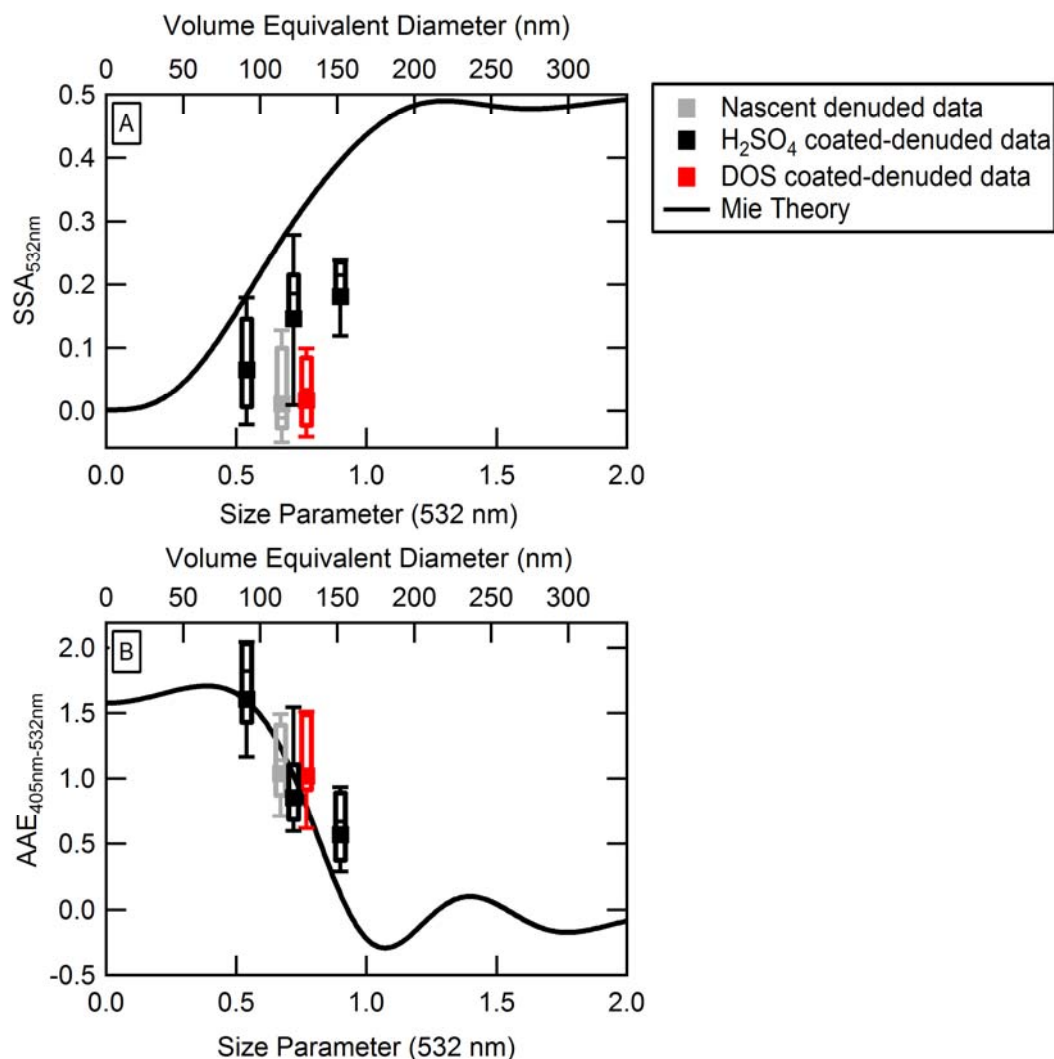 Volume Equivalent Diameter (nm)
0 50 100 150 200 250 300
A
0.5
0.4
0.3
0.2
0.1
0.0
SSA532nm
0.0 0.5 1.0 1.5 2.0
Size Parameter (532 nm)
Nascent denuded data
H2SO4 coated-denuded data
DOS coated-denuded data
Mie Theory
Volume Equivalent Diameter (nm)
0 50 100 150 200 250 300
B
2.0
1.5
1.0
0.5
0.0
-0.5
AAE405nm-532nm
0.0 0.5 1.0 1.5 2.0
Size Parameter (532 nm)